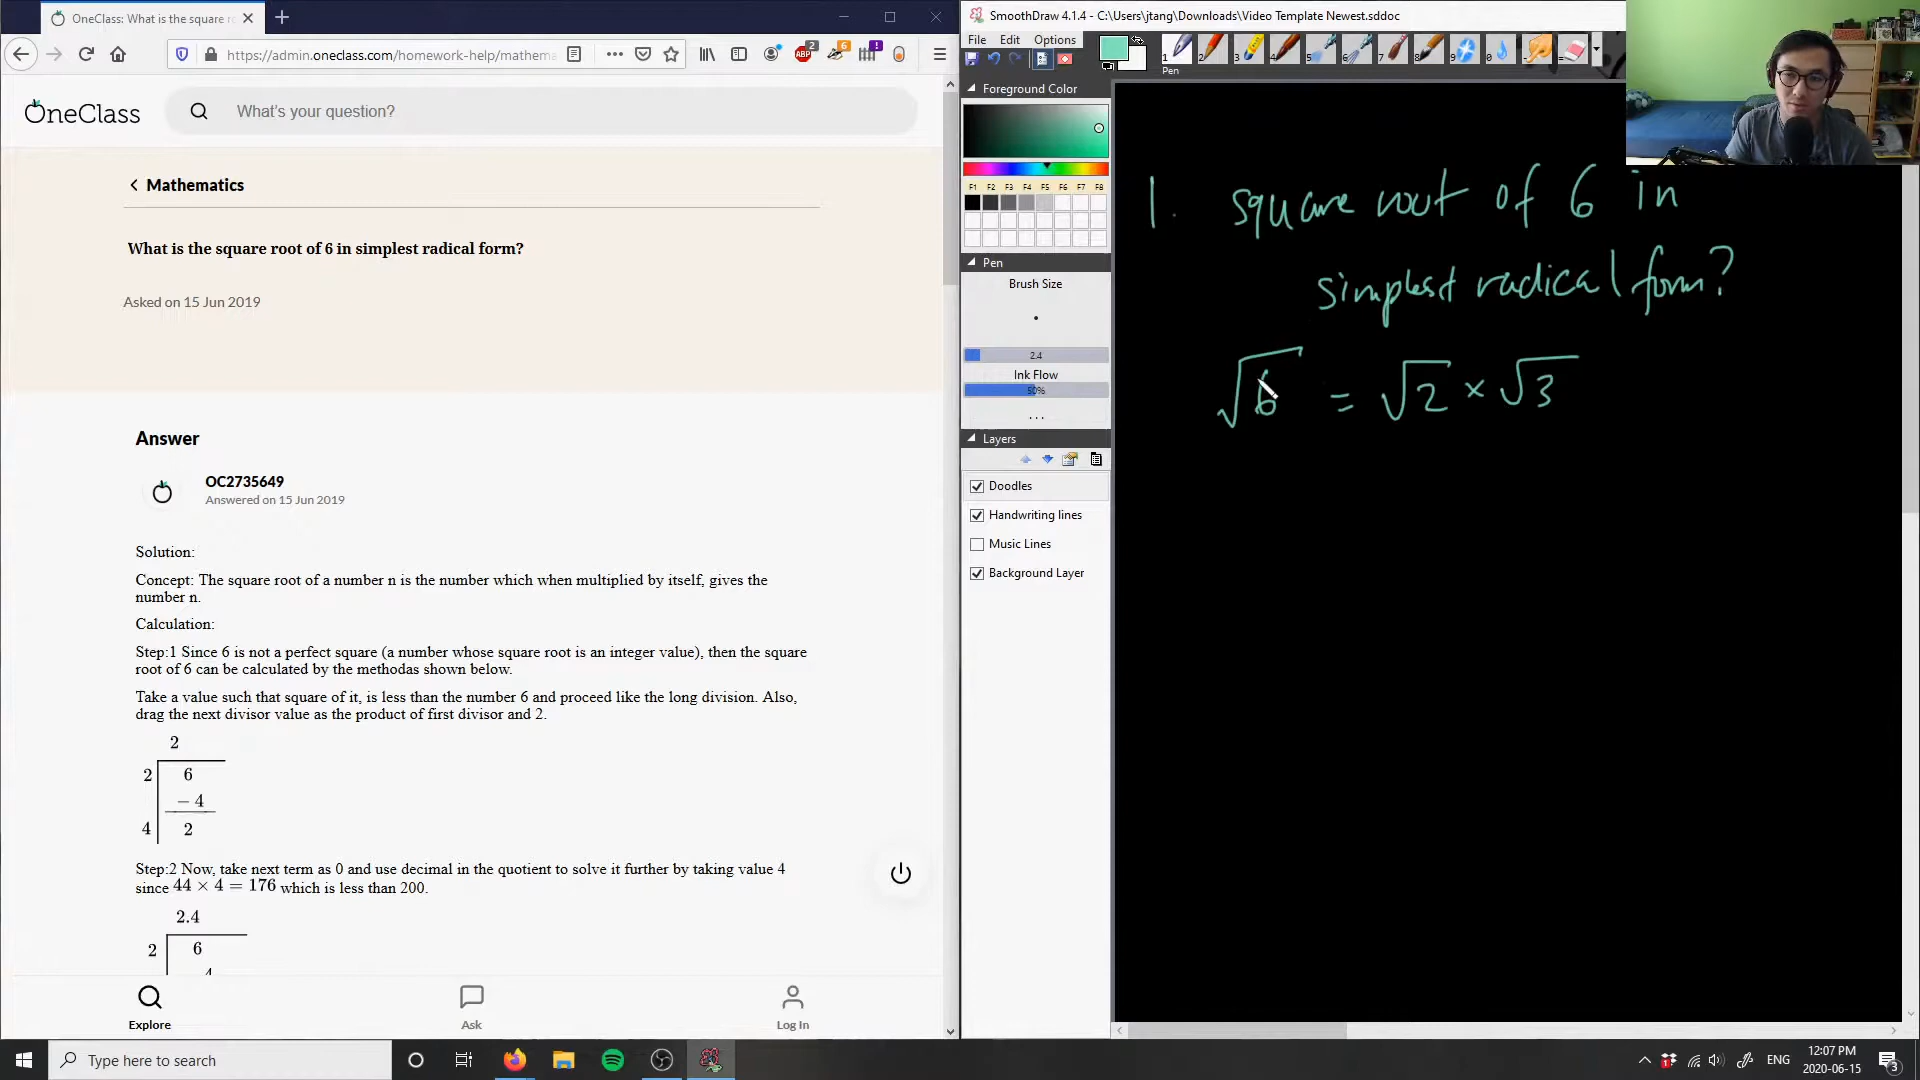 OneClass: What is the square r
SmoothDraw 4.1.4 - C:\Users\jtang\Downloads\Video Template Newest.sddoc
File Edit Options
https://admin.oneclass.com/homework-help/mathema
Pen
OneClass
What's your question?
Foreground Color
F1 F2 F3 F4 F5 F6 F7 F8
Mathematics
What is the square root of 6 in simplest radical form?
Asked on 15 Jun 2019
Pen
Brush Size
2.4
Ink Flow
50%
...
Layers
Doodles
Handwriting lines
Music Lines
Background Layer
1. square root of 6 in
simplest radical form?
√6 = √2 × √3
Answer
OC2735649
Answered on 15 Jun 2019
Solution:
Concept: The square root of a number n is the number which when multiplied by itself, gives the
number n.
Calculation:
Step:1 Since 6 is not a perfect square (a number whose square root is an integer value), then the square
root of 6 can be calculated by the methodas shown below.
Take a value such that square of it, is less than the number 6 and proceed like the long division. Also,
drag the next divisor value as the product of first divisor and 2.
2
2 6
− 4
4 2
Step:2 Now, take next term as 0 and use decimal in the quotient to solve it further by taking value 4
since 44 × 4 = 176 which is less than 200.
2.4
2 6
4
Explore
Ask
Log In
Type here to search
ENG
12:07 PM
2020-06-15
3